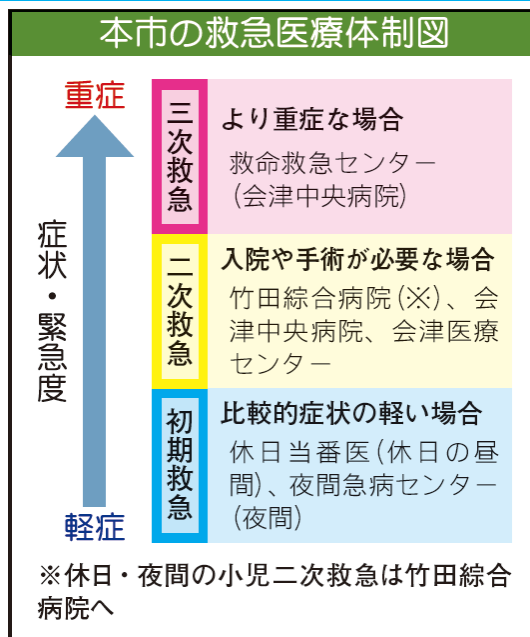 本市の救急医療体制図
重症
症状・緊急度
軽症
三次救急
より重症な場合
救命救急センター
(会津中央病院)
二次救急
入院や手術が必要な場合
竹田綜合病院(※)、会
津中央病院、会津医療
センター
初期救急
比較的症状の軽い場合
休日当番医(休日の昼
間)、夜間急病センター
(夜間)
※休日・夜間の小児二次救急は竹田綜合
病院へ